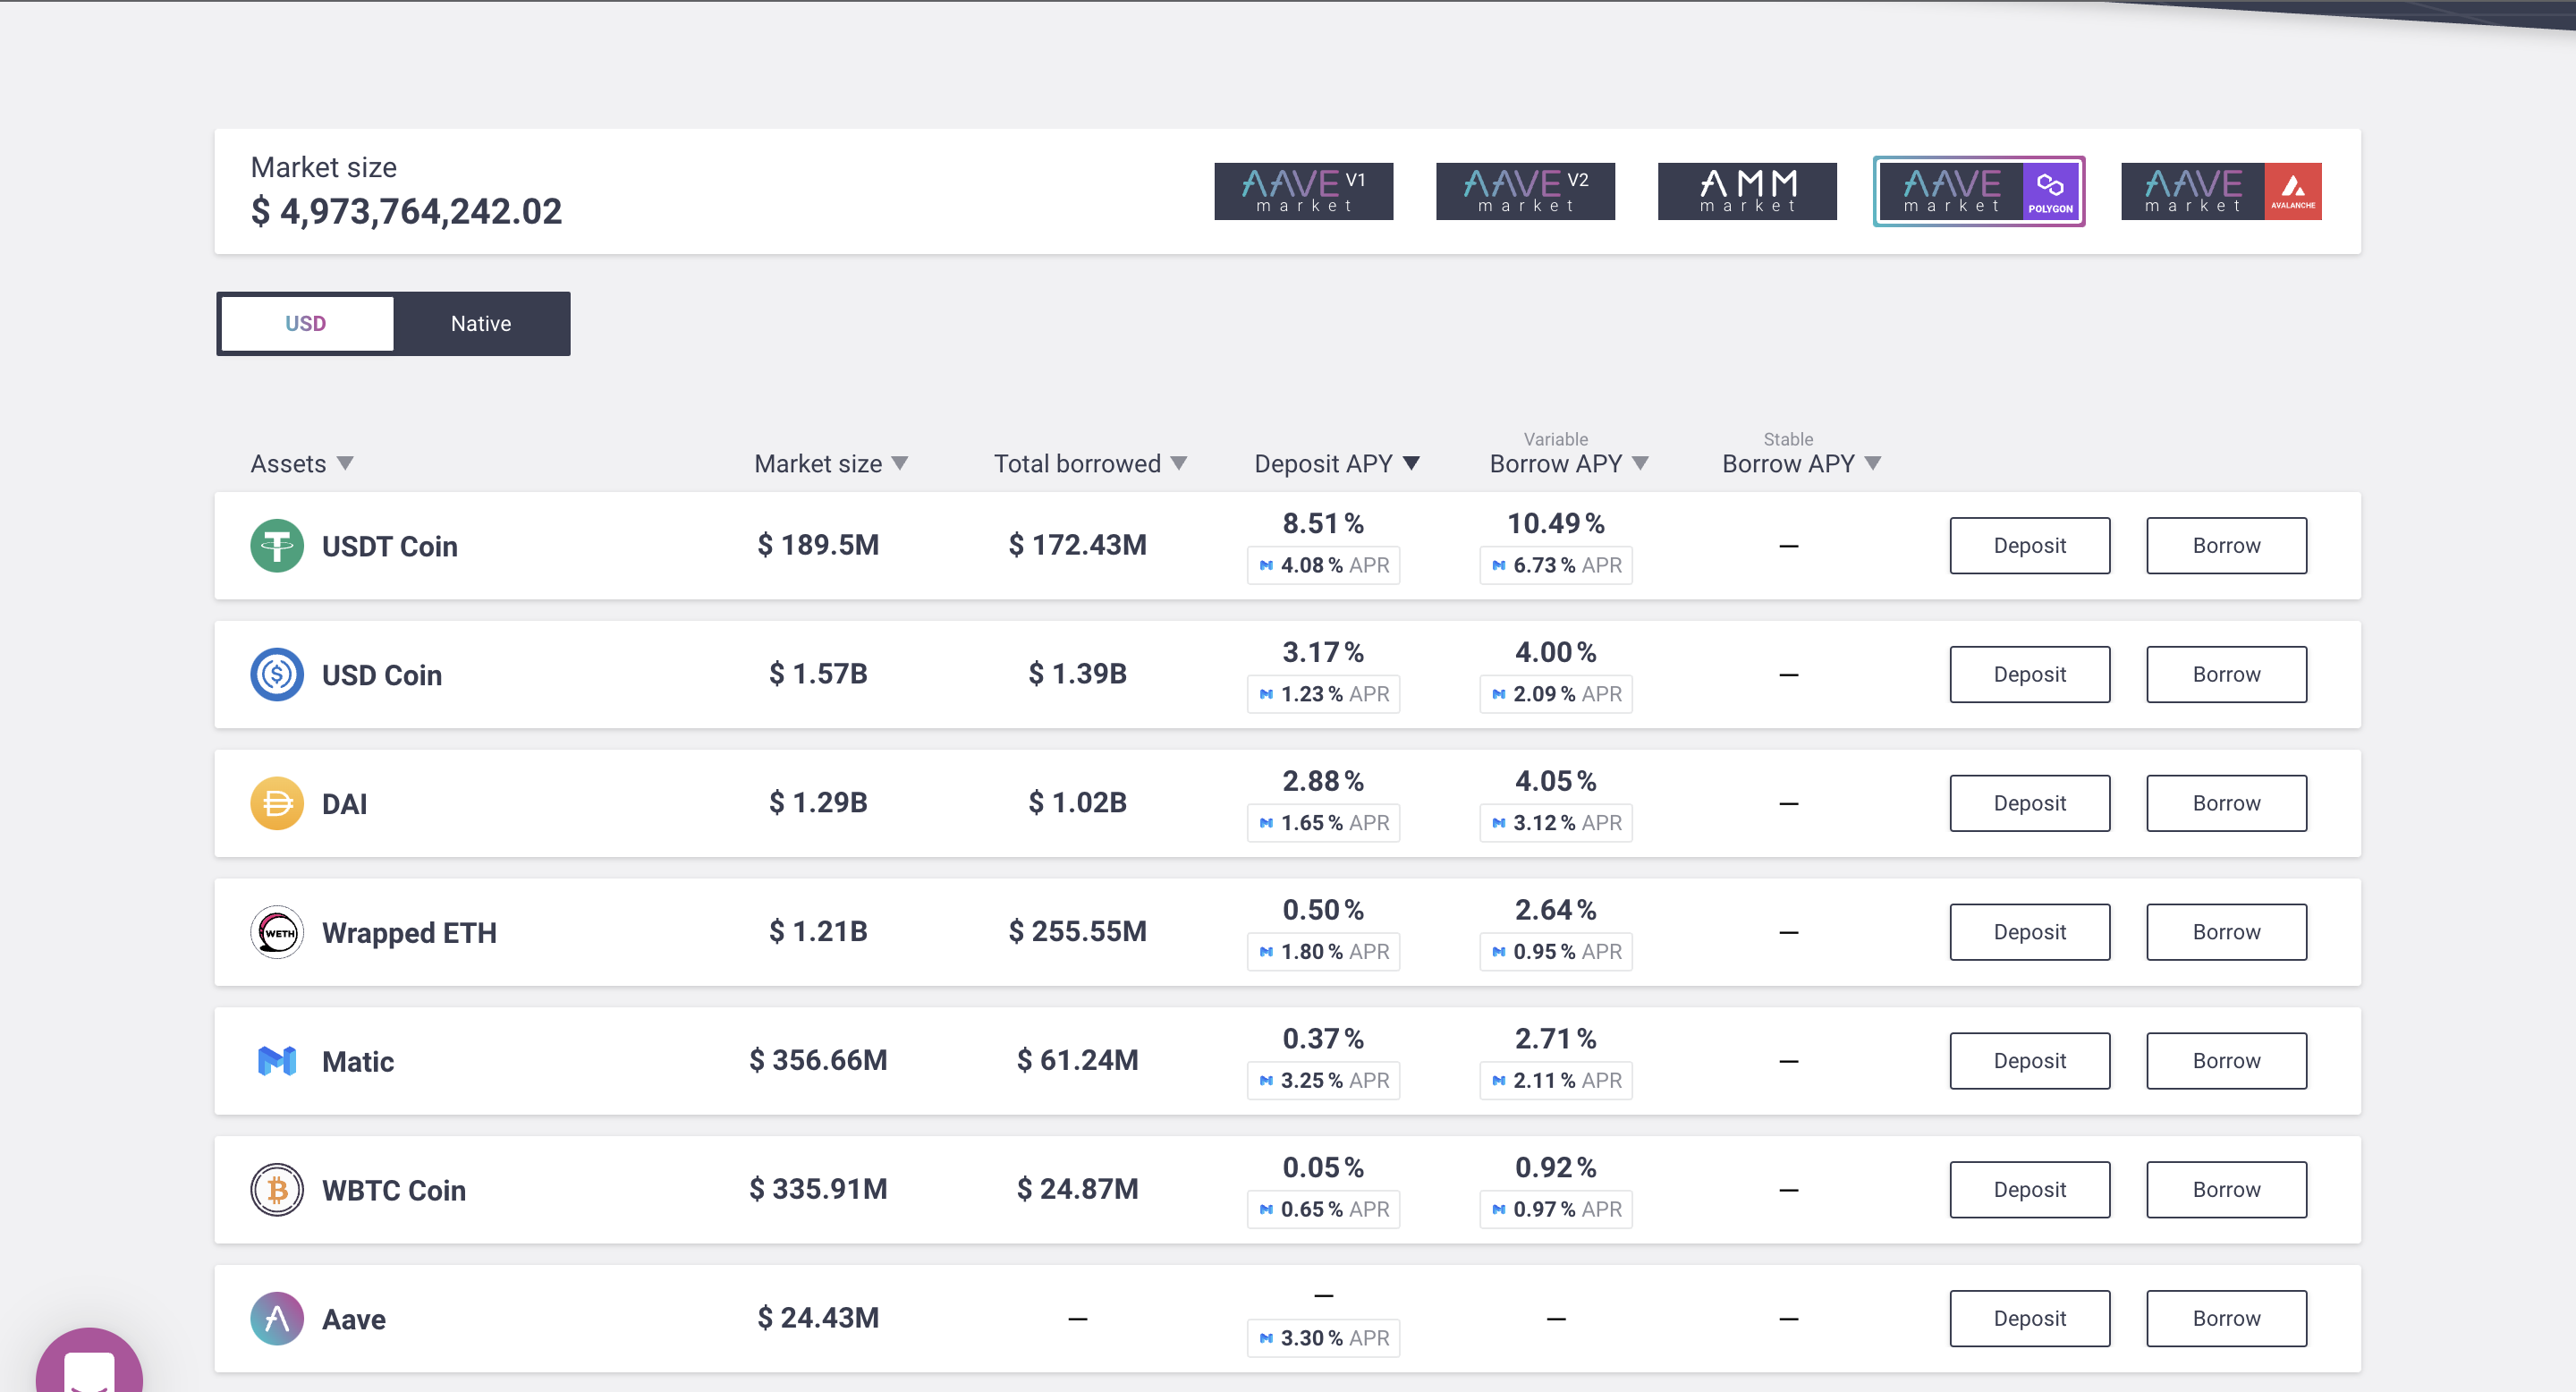 Market size
$ 4,973,764,242.02
AAVE V1
market
AAVE V2
market
AMM
market
AAVE
market
POLYGON
AAVE
market
AVALANCHE
USD Native
Variable Stable
Assets Market size Total borrowed Deposit APY Borrow APY Borrow APY
USDT Coin $ 189.5M $ 172.43M 8.51 % 10.49 % — Deposit Borrow
4.08 % APR 6.73 % APR
USD Coin $ 1.57B $ 1.39B 3.17 % 4.00 % — Deposit Borrow
1.23 % APR 2.09 % APR
DAI $ 1.29B $ 1.02B 2.88 % 4.05 % — Deposit Borrow
1.65 % APR 3.12 % APR
WETH Wrapped ETH $ 1.21B $ 255.55M 0.50 % 2.64 % — Deposit Borrow
1.80 % APR 0.95 % APR
Matic $ 356.66M $ 61.24M 0.37 % 2.71 % — Deposit Borrow
3.25 % APR 2.11 % APR
WBTC Coin $ 335.91M $ 24.87M 0.05 % 0.92 % — Deposit Borrow
0.65 % APR 0.97 % APR
Aave $ 24.43M — — — — Deposit Borrow
3.30 % APR